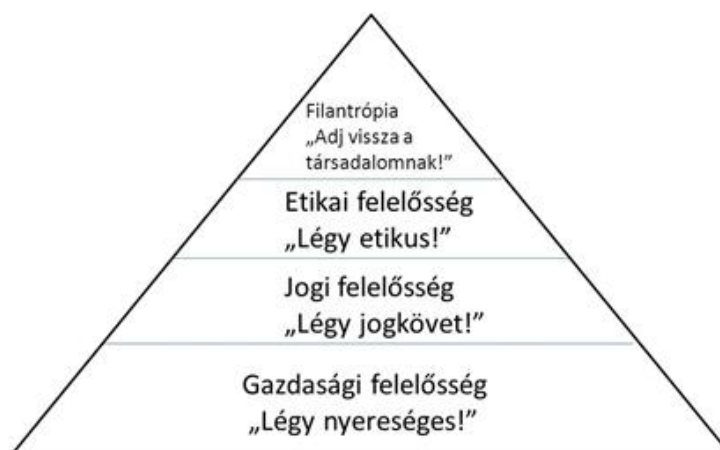 Filantrópia
„Adj vissza a
társadalomnak!”
Etikai felelősség
„Légy etikus!”
Jogi felelősség
„Légy jogkövet!”
Gazdasági felelősség
„Légy nyereséges!”